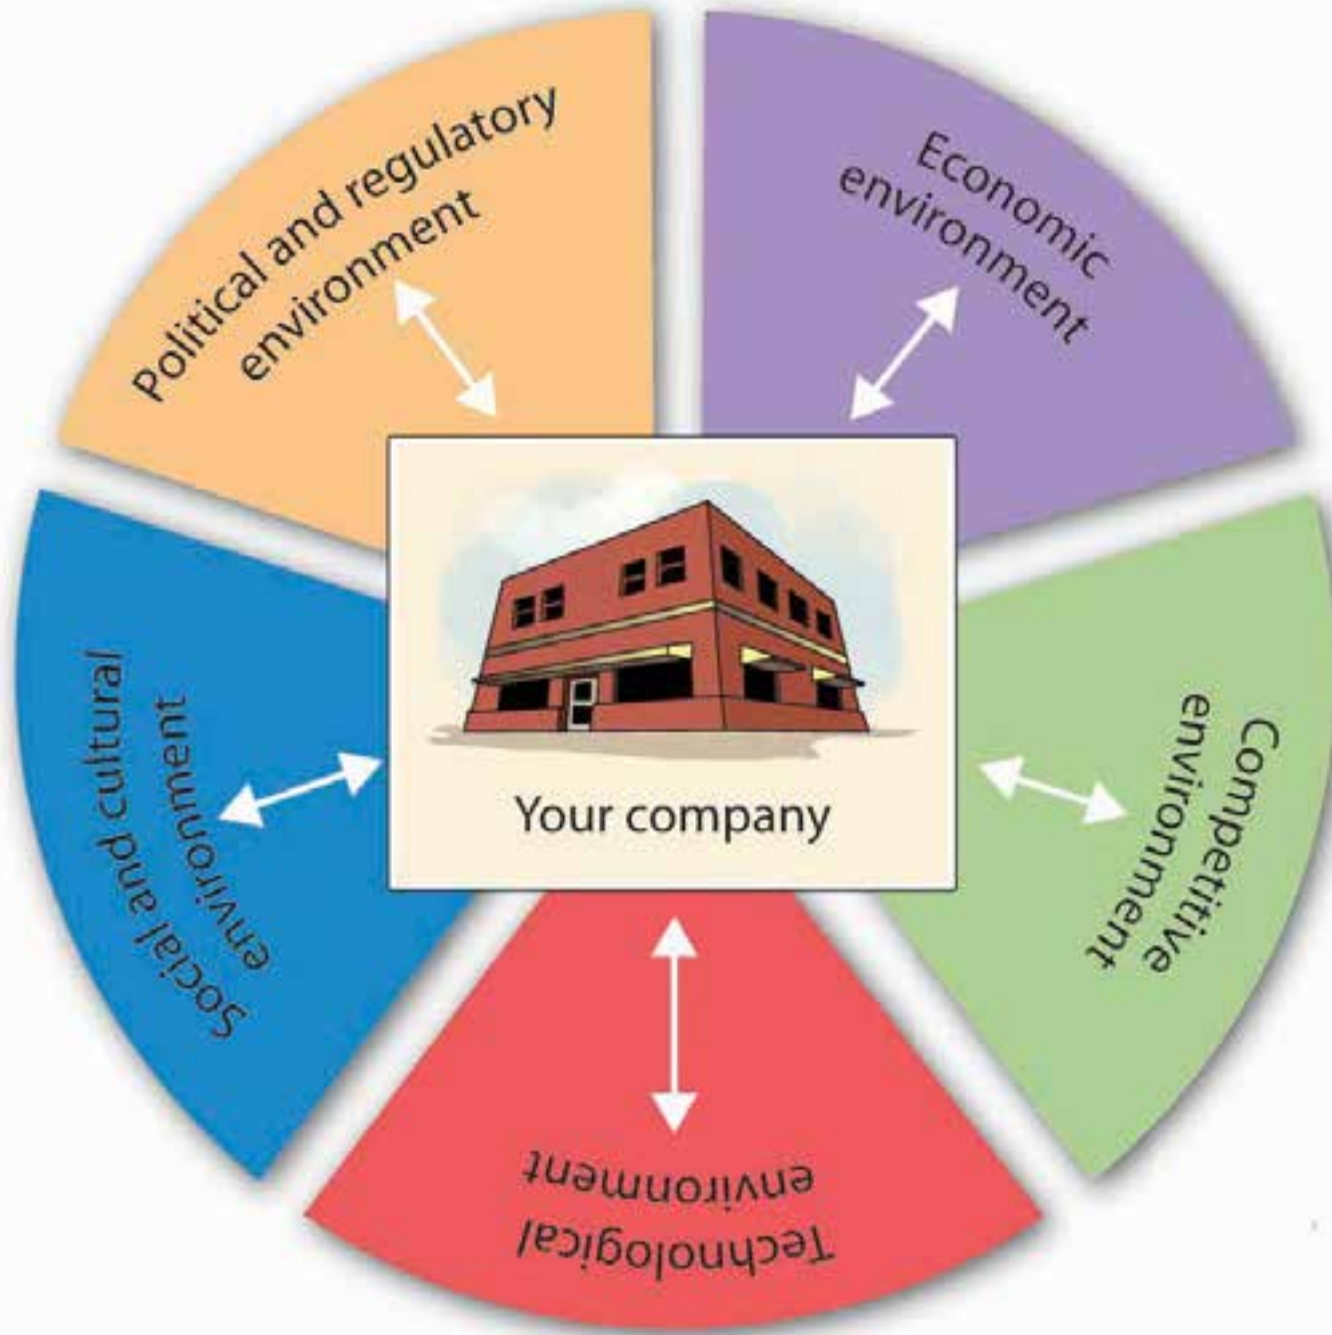 Political and regulatory
environment
Economic
environment
Competitive
environment
Technological
environment
Social and cultural
environment
Your company